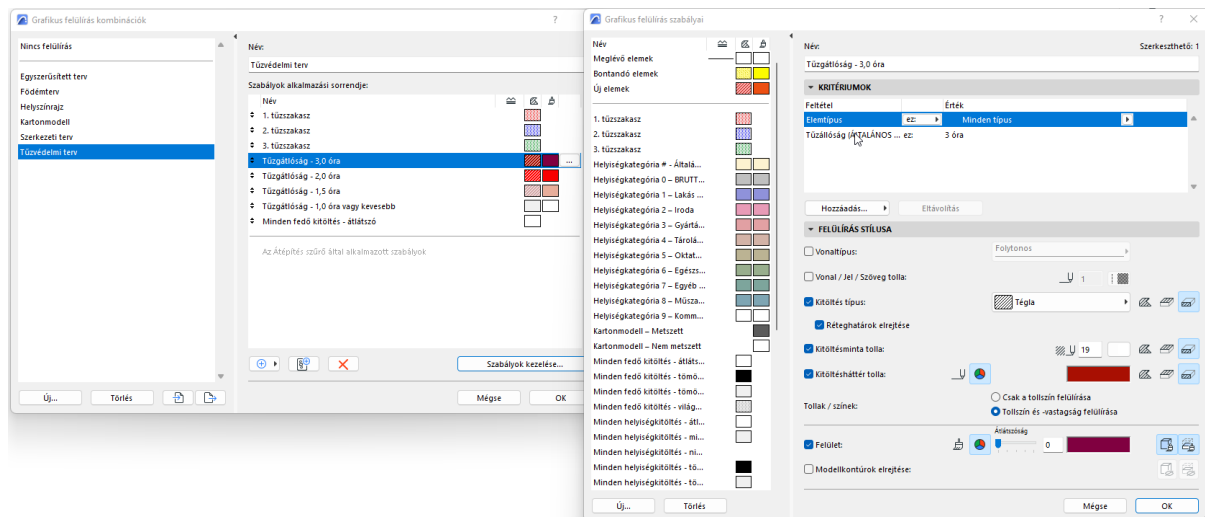 Grafikus felülírás kombinációk
?
Nincs felülírás
Egyszerűsített terv
Födémterv
Helyszínrajz
Kartonmodell
Szerkezeti terv
Tűzvédelmi terv
Új...
Törlés
Név:
Tűzvédelmi terv
Szabályok alkalmazási sorrendje:
Név
1. tűzszakasz
2. tűzszakasz
3. tűzszakasz
Tűzgátlóság - 3,0 óra
...
Tűzgátlóság - 2,0 óra
Tűzgátlóság - 1,5 óra
Tűzgátlóság - 1,0 óra vagy kevesebb
Minden fedő kitöltés - átlátszó
Az Átépítés szűrő által alkalmazott szabályok
Szabályok kezelése...
Mégse
OK
Grafikus felülírás szabályai
?
Név
Meglévő elemek
Bontandó elemek
Új elemek
1. tűzszakasz
2. tűzszakasz
3. tűzszakasz
Helyiségkategória # - Általá...
Helyiségkategória 0 – BRUTT...
Helyiségkategória 1 – Lakás ...
Helyiségkategória 2 – Iroda
Helyiségkategória 3 – Gyártá...
Helyiségkategória 4 – Tárolá...
Helyiségkategória 5 – Oktat...
Helyiségkategória 6 – Egészs...
Helyiségkategória 7 – Egyéb ...
Helyiségkategória 8 – Műsza...
Helyiségkategória 9 – Komm...
Kartonmodell – Metszett
Kartonmodell – Nem metszett
Minden fedő kitöltés - átláts...
Minden fedő kitöltés - tömö...
Minden fedő kitöltés - tömö...
Minden fedő kitöltés - világ...
Minden helyiségkitöltés - átl...
Minden helyiségkitöltés - mi...
Minden helyiségkitöltés - ni...
Minden helyiségkitöltés - tö...
Minden helyiségkitöltés - tö...
Új...
Törlés
Név:
Szerkeszthető: 1
Tűzgátlóság - 3,0 óra
KRITÉRIUMOK
Feltétel
Érték
Elemtípus
ez:
Minden típus
Tűzállóság (ÁLTALÁNOS ...
ez:
3 óra
Hozzáadás...
Eltávolítás
FELÜLÍRÁS STÍLUSA
Vonaltípus:
Folytonos
Vonal / Jel / Szöveg tolla:
1
Kitöltés típus:
Tégla
Réteghatárok elrejtése
Kitöltésminta tolla:
19
Kitöltésháttér tolla:
Tollak / színek:
Csak a tollszín felülírása
Tollszín és -vastagság felülírása
Felület:
Átlátszóság
0
Modellkontúrok elrejtése:
Mégse
OK